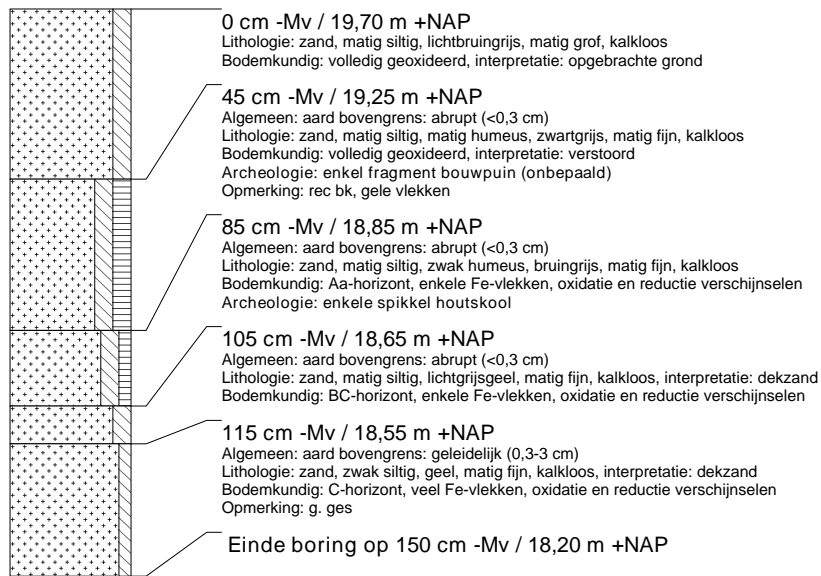 0 cm -Mv / 19,70 m +NAP
Lithologie: zand, matig siltig, lichtbruingrijs, matig grof, kalkloos
Bodemkundig: volledig geoxideerd, interpretatie: opgebrachte grond
45 cm -Mv / 19,25 m +NAP
Algemeen: aard bovengrens: abrupt (<0,3 cm)
Lithologie: zand, matig siltig, matig humeus, zwartgrijs, matig fijn, kalkloos
Bodemkundig: volledig geoxideerd, interpretatie: verstoord
Archeologie: enkel fragment bouwpuin (onbepaald)
Opmerking: rec bk, gele vlekken
85 cm -Mv / 18,85 m +NAP
Algemeen: aard bovengrens: abrupt (<0,3 cm)
Lithologie: zand, matig siltig, zwak humeus, bruingrijs, matig fijn, kalkloos
Bodemkundig: Aa-horizont, enkele Fe-vlekken, oxidatie en reductie verschijnselen
Archeologie: enkele spikkel houtskool
105 cm -Mv / 18,65 m +NAP
Algemeen: aard bovengrens: abrupt (<0,3 cm)
Lithologie: zand, matig siltig, lichtgrijsgeel, matig fijn, kalkloos, interpretatie: dekzand
Bodemkundig: BC-horizont, enkele Fe-vlekken, oxidatie en reductie verschijnselen
115 cm -Mv / 18,55 m +NAP
Algemeen: aard bovengrens: geleidelijk (0,3-3 cm)
Lithologie: zand, zwak siltig, geel, matig fijn, kalkloos, interpretatie: dekzand
Bodemkundig: C-horizont, veel Fe-vlekken, oxidatie en reductie verschijnselen
Opmerking: g. ges
Einde boring op 150 cm -Mv / 18,20 m +NAP